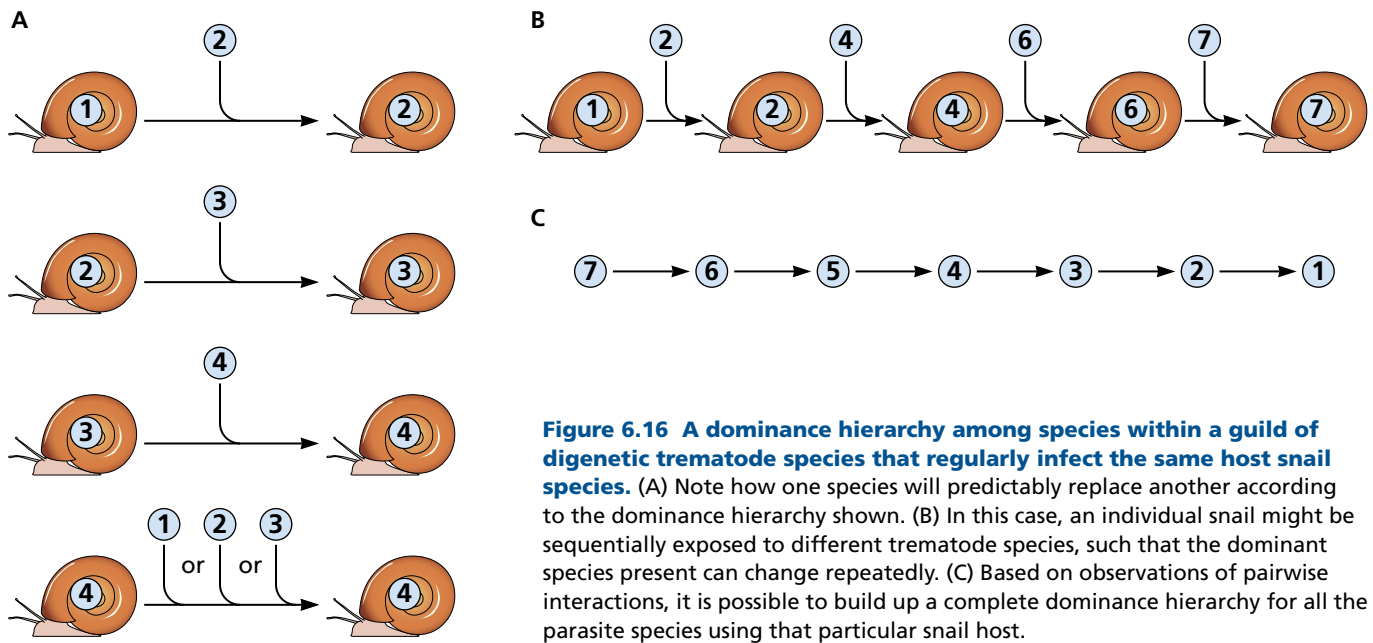 A
2
1
2
3
2
3
4
3
4
1 or 2 or 3
4
4
B
2
4
6
7
1
2
4
6
7
C
7 6 5 4 3 2 1
Figure 6.16 A dominance hierarchy among species within a guild of
digenetic trematode species that regularly infect the same host snail
species. (A) Note how one species will predictably replace another according
to the dominance hierarchy shown. (B) In this case, an individual snail might be
sequentially exposed to different trematode species, such that the dominant
species present can change repeatedly. (C) Based on observations of pairwise
interactions, it is possible to build up a complete dominance hierarchy for all the
parasite species using that particular snail host.